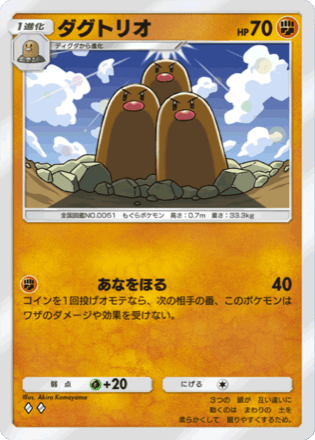 1進化
ダグトリオ
HP 70
ディグダから進化
全国図鑑NO.0051 もぐらポケモン 高さ：0.7m 重さ：33.3kg
あなをほる 40
コインを1回投げオモテなら、次の相手の番、このポケモンは
ワザのダメージや効果を受けない。
弱点 +20 にげる
Illus. Akira Komayama
3つの 頭が 互い違いに
動くのは まわりの 土を
柔らかくして 掘りやすくするため。